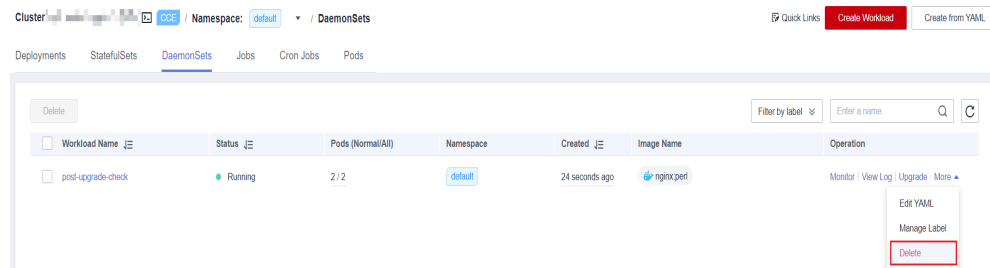 Cluster CCE / Namespace: default / DaemonSets Quick Links Create Workload Create from YAML
Deployments StatefulSets DaemonSets Jobs Cron Jobs Pods
Delete Filter by label Enter a name.
Workload Name Status Pods (Normal/All) Namespace Created Image Name Operation
post-upgrade-check Running 2 / 2 default 24 seconds ago nginx:perl Monitor View Log Upgrade More
Edit YAML
Manage Label
Delete